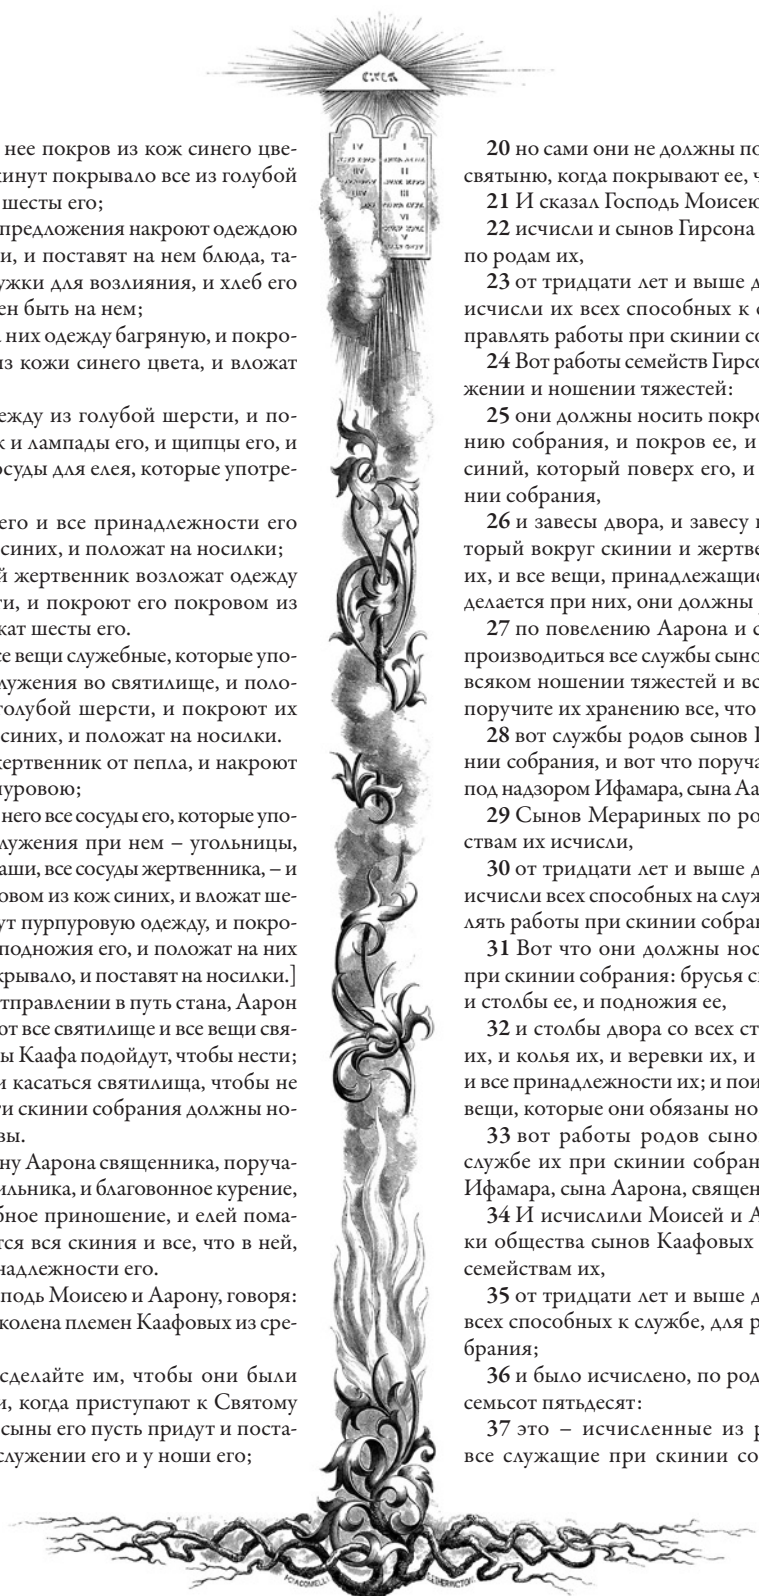 нее покров из кож синего цве-
кинут покрывало все из голубой
шесты его;
предложения накроют одеждою
и, и поставят на нем блюда, та-
ужки для возлияния, и хлеб его
ен быть на нем;
них одежду багряную, и покро-
из кожи синего цвета, и вложат
ежду из голубой шерсти, и по-
к и лампады его, и щипцы его, и
осуды для елея, которые употре-
его и все принадлежности его
синих, и положат на носилки;
й жертвенник возложат одежду
ти, и покроют его покровом из
жат шесты его.
се вещи служебные, которые упо-
лужения во святилище, и поло-
голубой шерсти, и покроют их
синих, и положат на носилки.
жертвенник от пепла, и накроют
пуровою;
него все сосуды его, которые упо-
лужения при нем – угольницы,
аши, все сосуды жертвенника, – и
овом из кож синих, и вложат ше-
ут пурпуровую одежду, и покро-
подножия его, и положат на них
крывало, и поставят на носилки.]
отправлении в путь стана, Аарон
ют все святилище и все вещи свя-
ы Каафа подойдут, чтобы нести;
и касаться святилища, чтобы не
ти скинии собрания должны но-
вы.
ну Аарона священника, поруча-
ильника, и благовонное курение,
бное приношение, и елей пома-
тся вся скиния и все, что в ней,
надлежности его.
подь Моисею и Аарону, говоря:
колена племен Каафовых из сре-
сделайте им, чтобы они были
и, когда приступают к Святому
сыны его пусть придут и поста-
служении его и у ноши его;
20 но сами они не должны по
святыню, когда покрывают ее, ч
21 И сказал Господь Моисею
22 исчисли и сынов Гирсона
по родам их,
23 от тридцати лет и выше д
исчисли их всех способных к с
правлять работы при скинии со
24 Вот работы семейств Гирсо
жении и ношении тяжестей:
25 они должны носить покро
нию собрания, и покров ее, и
синий, который поверх его, и
нии собрания,
26 и завесы двора, и завесу в
торый вокруг скинии и жертве
их, и все вещи, принадлежащие
делается при них, они должны
27 по повелению Аарона и с
производиться все службы сыно
всяком ношении тяжестей и вс
поручите их хранению все, что
28 вот службы родов сынов Г
нии собрания, и вот что поруча
под надзором Ифамара, сына Аа
29 Сынов Мерариных по ро
ствам их исчисли,
30 от тридцати лет и выше д
исчисли всех способных на служ
лять работы при скинии собран
31 Вот что они должны нос
при скинии собрания: брусья с
и столбы ее, и подножия ее,
32 и столбы двора со всех ст
их, и колья их, и веревки их, и
и все принадлежности их; и пои
вещи, которые они обязаны но
33 вот работы родов сыно
службе их при скинии собран
Ифамара, сына Аарона, священ
34 И исчислили Моисей и А
ки общества сынов Каафовых
семействам их,
35 от тридцати лет и выше д
всех способных к службе, для р
брания;
36 и было исчислено, по род
семьсот пятьдесят:
37 это – исчисленные из р
все служащие при скинии со